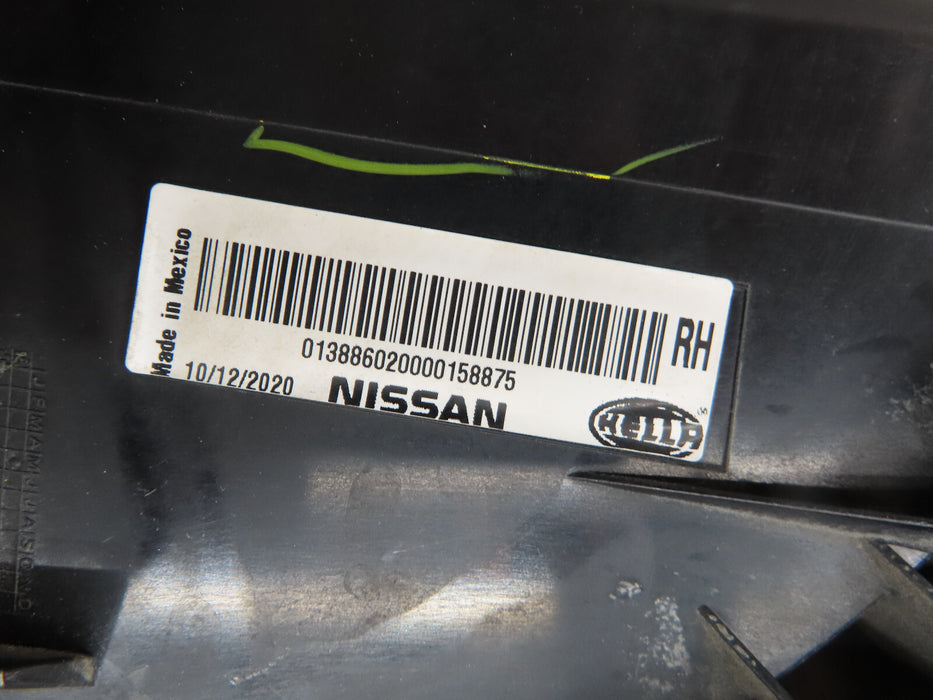 Made in Mexico
013886020000158875
RH
10/12/2020
NISSAN
HELLA